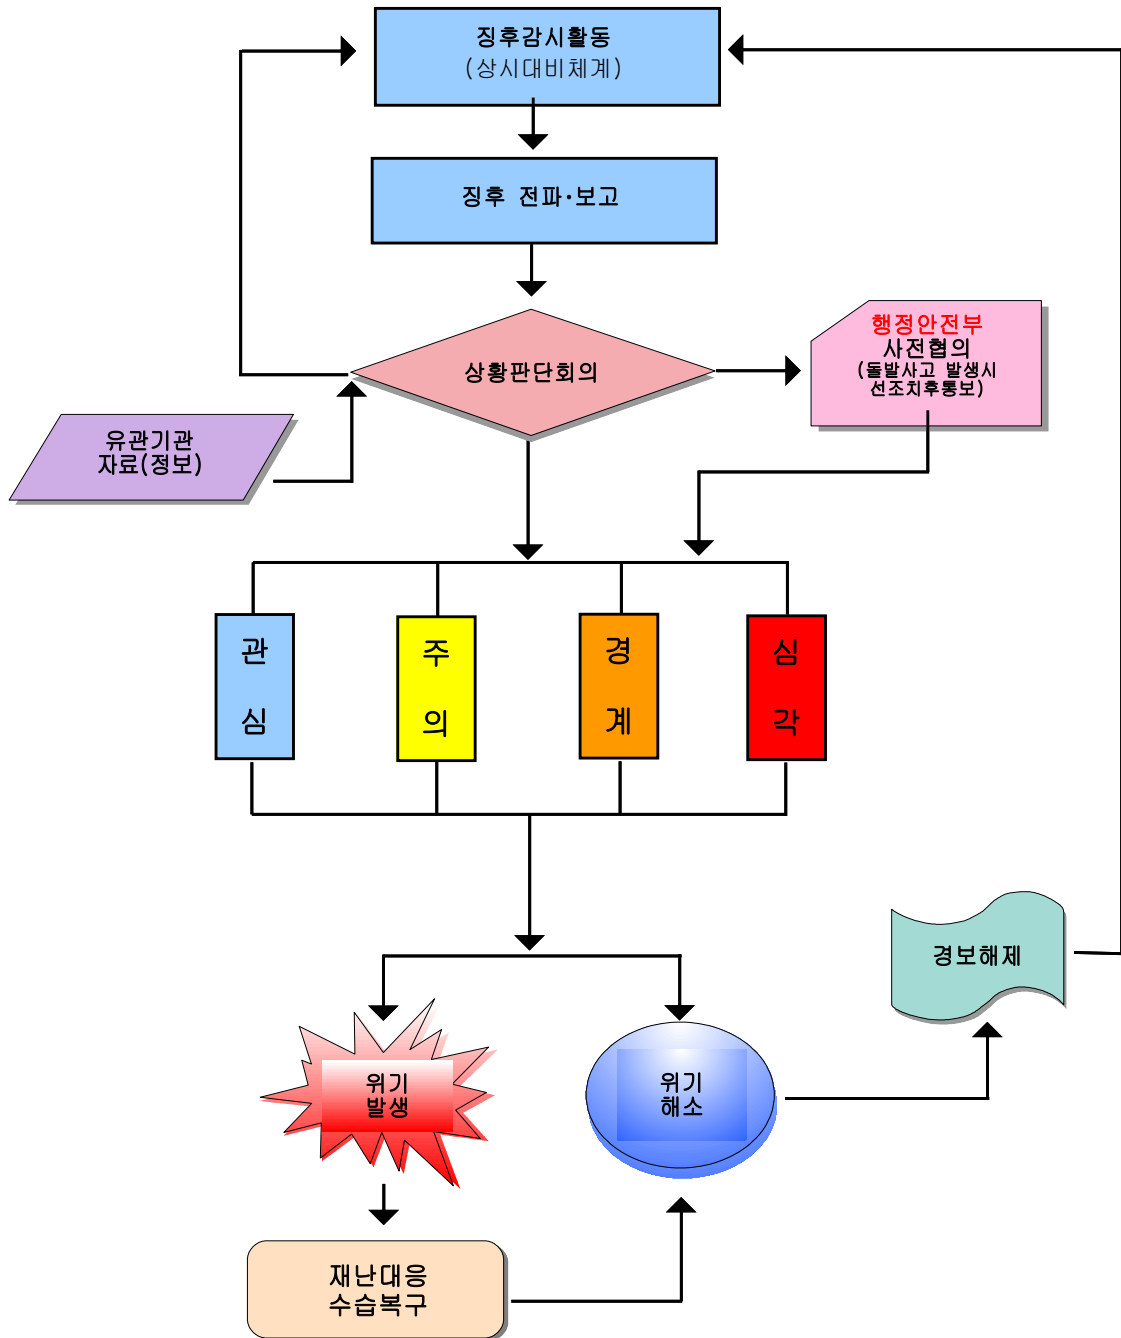 징후감시활동
(상시대비체계)
징후 전파·보고
행정안전부
사전협의
(돌발사고 발생시
선조치후통보)
상황판단회의
유관기관
자료(정보)
관
심
주
의
경
계
심
각
경보해제
위기
발생
위기
해소
재난대응
수습복구